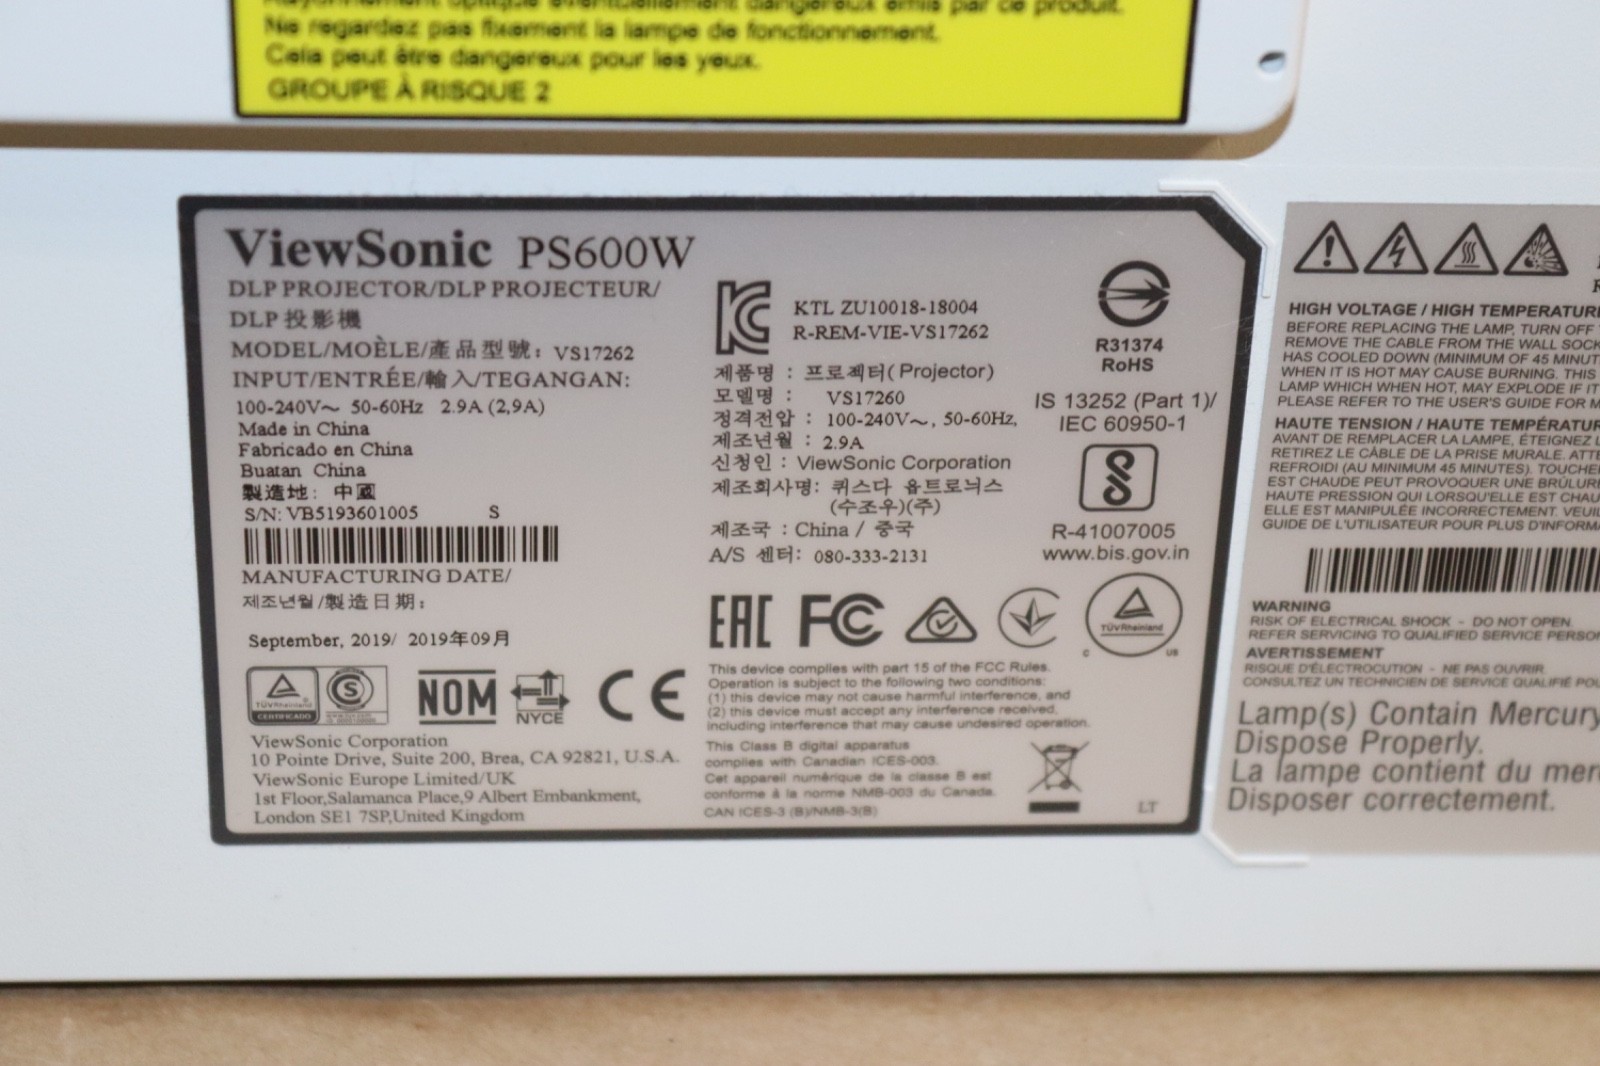 Rayonnement optique éventuellement dangereux émis par ce produit.
Ne regardez pas fixement la lampe de fonctionnement.
Cela peut être dangereux pour les yeux.
GROUPE À RISQUE 2
ViewSonic PS600W
DLP PROJECTOR/DLP PROJECTEUR/
DLP 投影機
MODEL/MOÈLE/產品型號: VS17262
INPUT/ENTRÉE/輸入/TEGANGAN:
100-240V～ 50-60Hz 2.9A (2,9A)
Made in China
Fabricado en China
Buatan China
製造地: 中國
S/N: VB5193601005 S
MANUFACTURING DATE/
제조년월/製造日期:
September, 2019/ 2019年09月
TÜVRheinland
CERTIFICADO
S
NOM
NYCE
CE
ViewSonic Corporation
10 Pointe Drive, Suite 200, Brea, CA 92821, U.S.A.
ViewSonic Europe Limited/UK
1st Floor,Salamanca Place,9 Albert Embankment,
London SE1 7SP,United Kingdom
KTL ZU10018-18004
R-REM-VIE-VS17262
제품명 : 프로젝터( Projector)
모델명 : VS17260
정격전압 : 100-240V～, 50-60Hz,
제조년월 : 2.9A
신청인 : ViewSonic Corporation
제조회사명: 퀴스다 옵트로닉스
(수조우)(주)
제조국 : China / 중국
A/S 센터: 080-333-2131
EAC FC
TÜVRheinland
C US
This device complies with part 15 of the FCC Rules.
Operation is subject to the following two conditions:
(1) this device may not cause harmful interference, and
(2) this device must accept any interference received,
including interference that may cause undesired operation.
This Class B digital apparatus
complies with Canadian ICES-003.
Cet appareil numérique de la classe B est
conforme à la norme NMB-003 du Canada.
CAN ICES-3 (B)/NMB-3(B)
LT
R31374
RoHS
IS 13252 (Part 1)/
IEC 60950-1
R-41007005
www.bis.gov.in
HIGH VOLTAGE / HIGH TEMPERATURE
BEFORE REPLACING THE LAMP, TURN OFF
REMOVE THE CABLE FROM THE WALL SOCK
HAS COOLED DOWN (MINIMUM OF 45 MINUT
WHEN IT IS HOT MAY CAUSE BURNING. THIS
LAMP WHICH WHEN HOT, MAY EXPLODE IF IT
PLEASE REFER TO THE USER'S GUIDE FOR M
HAUTE TENSION / HAUTE TEMPÉRATUR
AVANT DE REMPLACER LA LAMPE, ÉTEIGNEZ L
RETIREZ LE CÂBLE DE LA PRISE MURALE. ATTE
REFROIDI (AU MINIMUM 45 MINUTES). TOUCHE
EST CHAUDE PEUT PROVOQUER UNE BRÛLURE
HAUTE PRESSION QUI LORSQU'ELLE EST CHAU
ELLE EST MANIPULÉE INCORRECTEMENT. VEUIL
GUIDE DE L'UTILISATEUR POUR PLUS D'INFORMA
WARNING
RISK OF ELECTRICAL SHOCK - DO NOT OPEN.
REFER SERVICING TO QUALIFIED SERVICE PERSON
AVERTISSEMENT
RISQUE D'ÉLECTROCUTION - NE PAS OUVRIR.
CONSULTEZ UN TECHNICIEN DE SERVICE QUALIFIÉ POU
Lamp(s) Contain Mercury
Dispose Properly.
La lampe contient du mer
Disposer correctement.